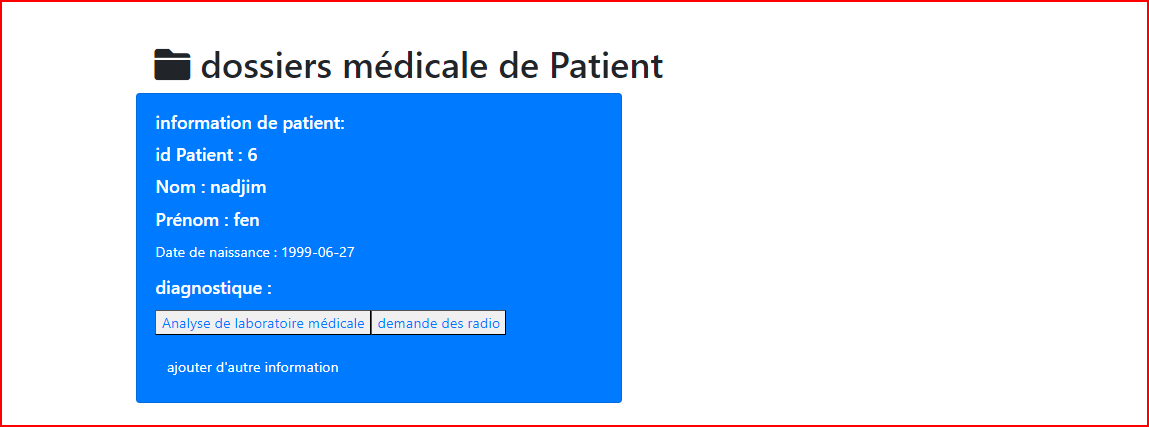 dossiers médicale de Patient
information de patient:
id Patient : 6
Nom : nadjim
Prénom : fen
Date de naissance : 1999-06-27
diagnostique :
Analyse de laboratoire médicale demande des radio
ajouter d'autre information